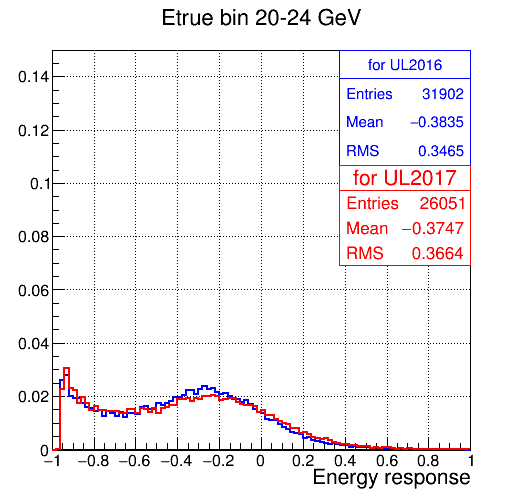 Etrue bin 20-24 GeV
for UL2016
Entries 31902
Mean −0.3835
RMS 0.3465
for UL2017
Entries 26051
Mean −0.3747
RMS 0.3664
0.14
0.12
0.1
0.08
0.06
0.04
0.02
0
−1 −0.8 −0.6 −0.4 −0.2 0 0.2 0.4 0.6 0.8 1
Energy response